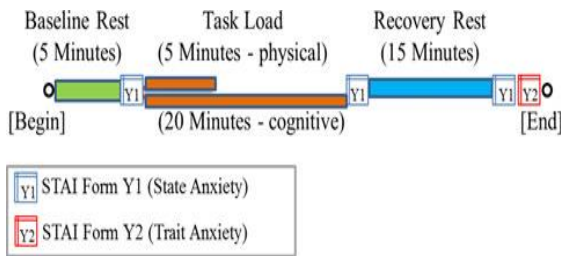 Baseline Rest
(5 Minutes)
Task Load
(5 Minutes - physical)
Recovery Rest
(15 Minutes)
Y1
Y1
Y1
Y2
[Begin]
(20 Minutes - cognitive)
[End]
Y1 STAI Form Y1 (State Anxiety)
Y2 STAI Form Y2 (Trait Anxiety)